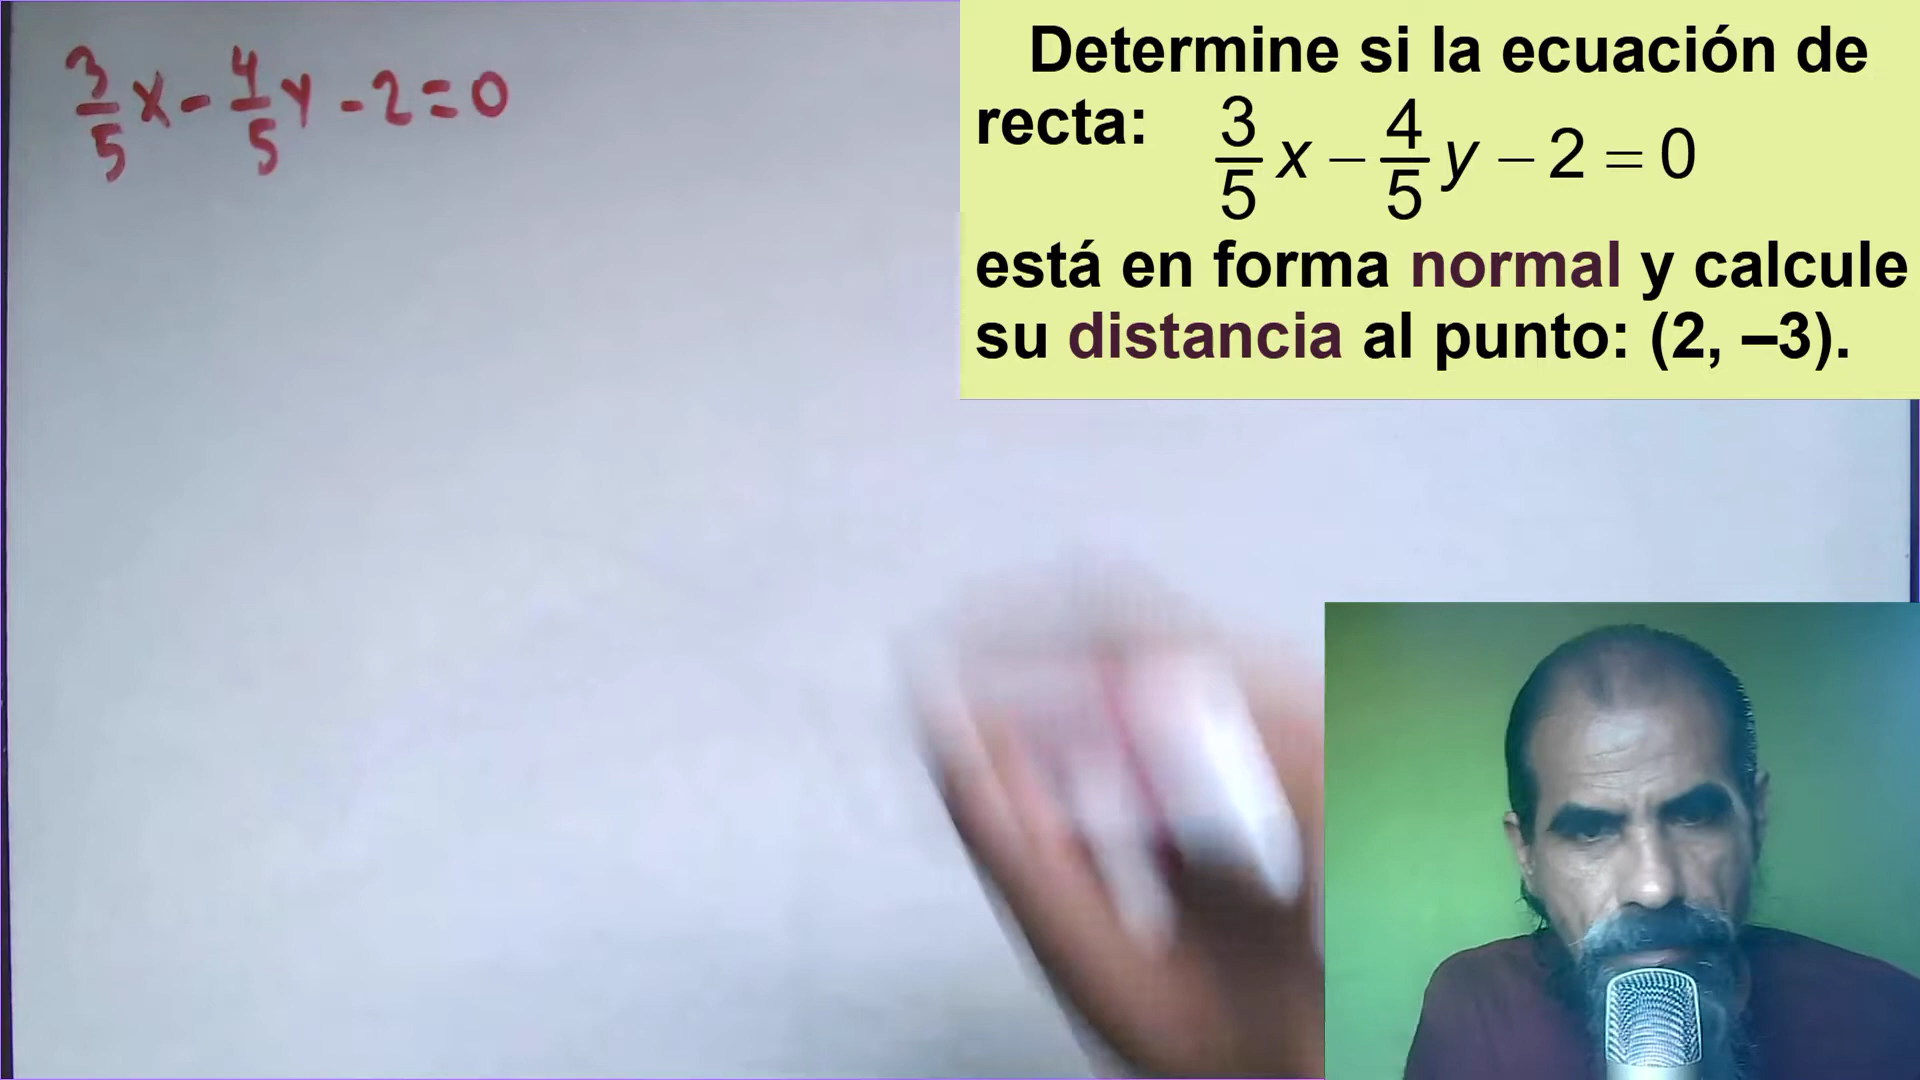 3/5 x - 4/5 y - 2 = 0
Determine si la ecuación de
recta: 3/5 x – 4/5 y – 2 = 0
está en forma normal y calcule
su distancia al punto: (2, –3).